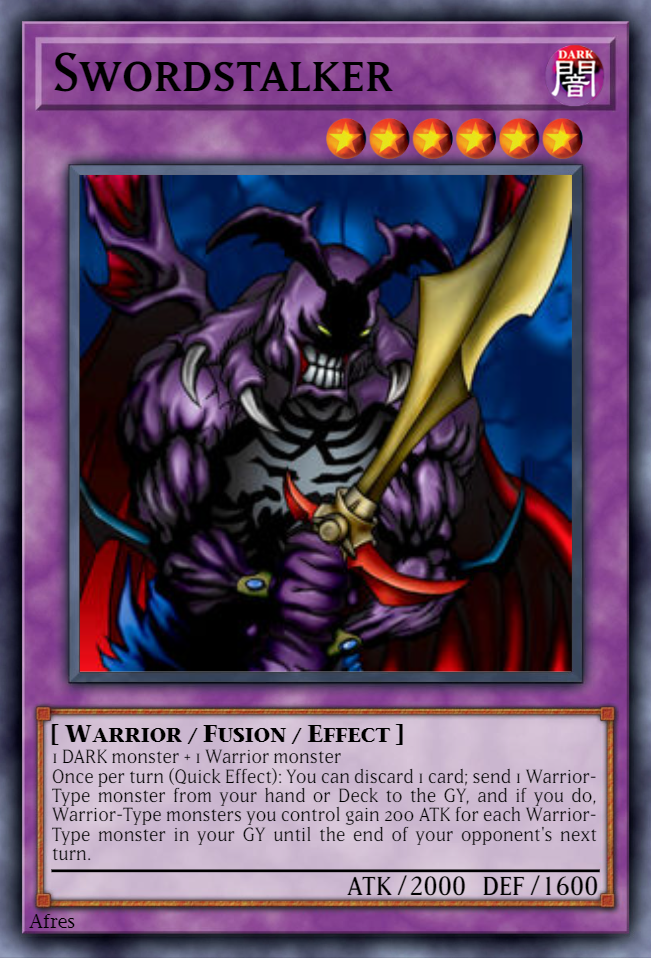 Swordstalker
DARK
闇
[ Warrior / Fusion / Effect ]
1 DARK monster + 1 Warrior monster
Once per turn (Quick Effect): You can discard 1 card; send 1 Warrior-
Type monster from your hand or Deck to the GY, and if you do,
Warrior-Type monsters you control gain 200 ATK for each Warrior-
Type monster in your GY until the end of your opponent's next
turn.
ATK / 2000 DEF / 1600
Afres